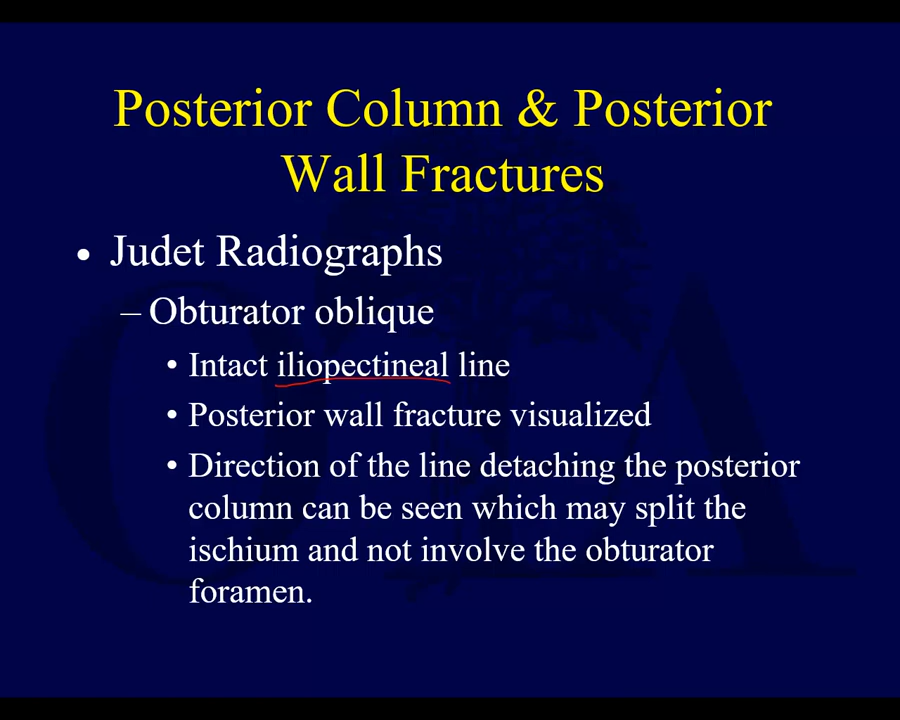 Posterior Column & Posterior
Wall Fractures
• Judet Radiographs
– Obturator oblique
• Intact iliopectineal line
• Posterior wall fracture visualized
• Direction of the line detaching the posterior
column can be seen which may split the
ischium and not involve the obturator
foramen.
OTA